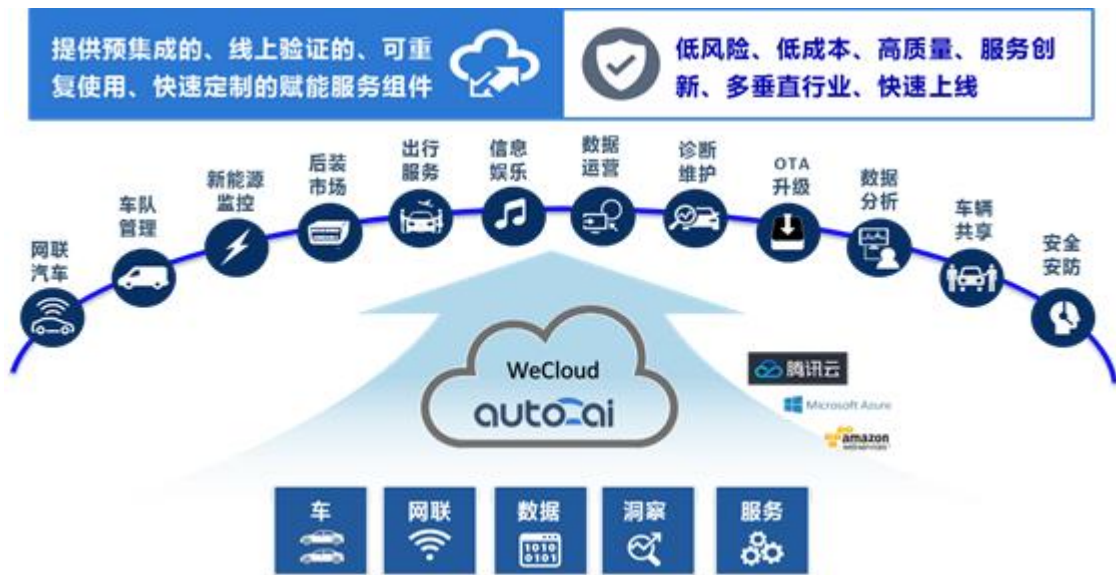 提供预集成的、线上验证的、可重
复使用、快速定制的赋能服务组件
低风险、低成本、高质量、服务创
新、多垂直行业、快速上线
网联
汽车
车队
管理
新能源
监控
后装
市场
出行
服务
信息
娱乐
数据
运营
诊断
维护
OTA
升级
数据
分析
车辆
共享
安全
安防
WeCloud
autoai
腾讯云
Microsoft Azure
amazon
webservices
车
网联
数据
1010
0101
洞察
服务